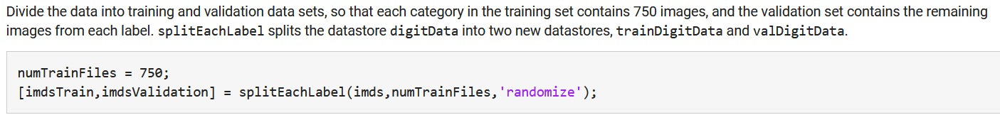 Divide the data into training and validation data sets, so that each category in the training set contains 750 images, and the validation set contains the remaining
images from each label. splitEachLabel splits the datastore digitData into two new datastores, trainDigitData and valDigitData.
numTrainFiles = 750;
[imdsTrain,imdsValidation] = splitEachLabel(imds,numTrainFiles,'randomize');